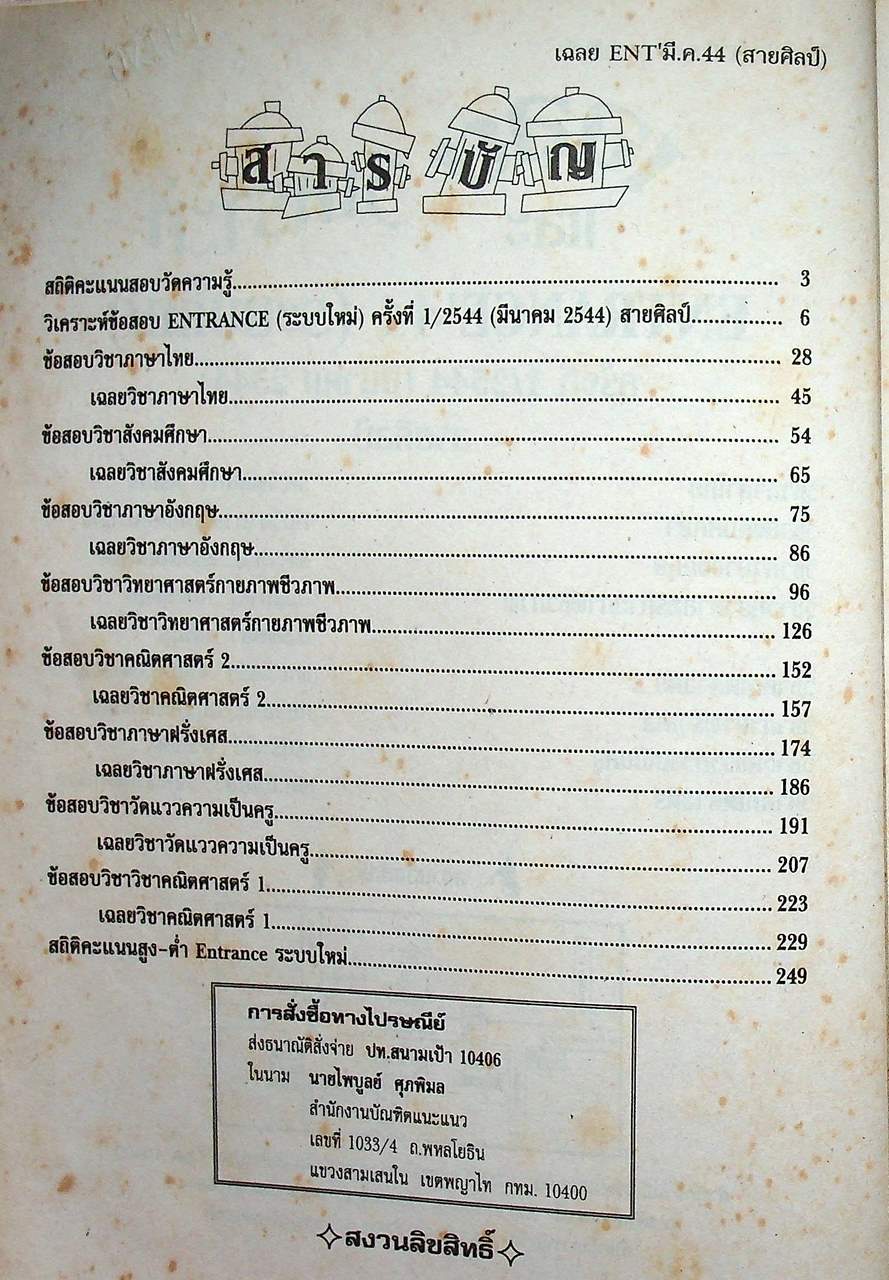 เฉลย ENT'มี.ค.44 (สายศิลป์)
สารบัญ
สถิติคะแนนสอบวัดความรู้.......... 3
วิเคราะห์ข้อสอบ ENTRANCE (ระบบใหม่) ครั้งที่ 1/2544 (มีนาคม 2544) สายศิลป์.......... 6
ข้อสอบวิชาภาษาไทย.......... 28
เฉลยวิชาภาษาไทย.......... 45
ข้อสอบวิชาสังคมศึกษา.......... 54
เฉลยวิชาสังคมศึกษา.......... 65
ข้อสอบวิชาภาษาอังกฤษ.......... 75
เฉลยวิชาภาษาอังกฤษ.......... 86
ข้อสอบวิชาวิทยาศาสตร์กายภาพชีวภาพ.......... 96
เฉลยวิชาวิทยาศาสตร์กายภาพชีวภาพ.......... 126
ข้อสอบวิชาคณิตศาสตร์ 2.......... 152
เฉลยวิชาคณิตศาสตร์ 2.......... 157
ข้อสอบวิชาภาษาฝรั่งเศส.......... 174
เฉลยวิชาภาษาฝรั่งเศส.......... 186
ข้อสอบวิชาวัดแววความเป็นครู.......... 191
เฉลยวิชาวัดแววความเป็นครู.......... 207
ข้อสอบวิชาวิชาคณิตศาสตร์ 1.......... 223
เฉลยวิชาคณิตศาสตร์ 1.......... 229
สถิติคะแนนสูง-ต่ำ Entrance ระบบใหม่.......... 249
การสั่งซื้อทางไปรษณีย์
ส่งธนาณัติสั่งจ่าย ปท.สนามเป้า 10406
ในนาม นายไพบูลย์ ศุภพิมล
สำนักงานบัณฑิตแนะแนว
เลขที่ 1033/4 ถ.พหลโยธิน
แขวงสามเสนใน เขตพญาไท กทม. 10400
สงวนลิขสิทธิ์